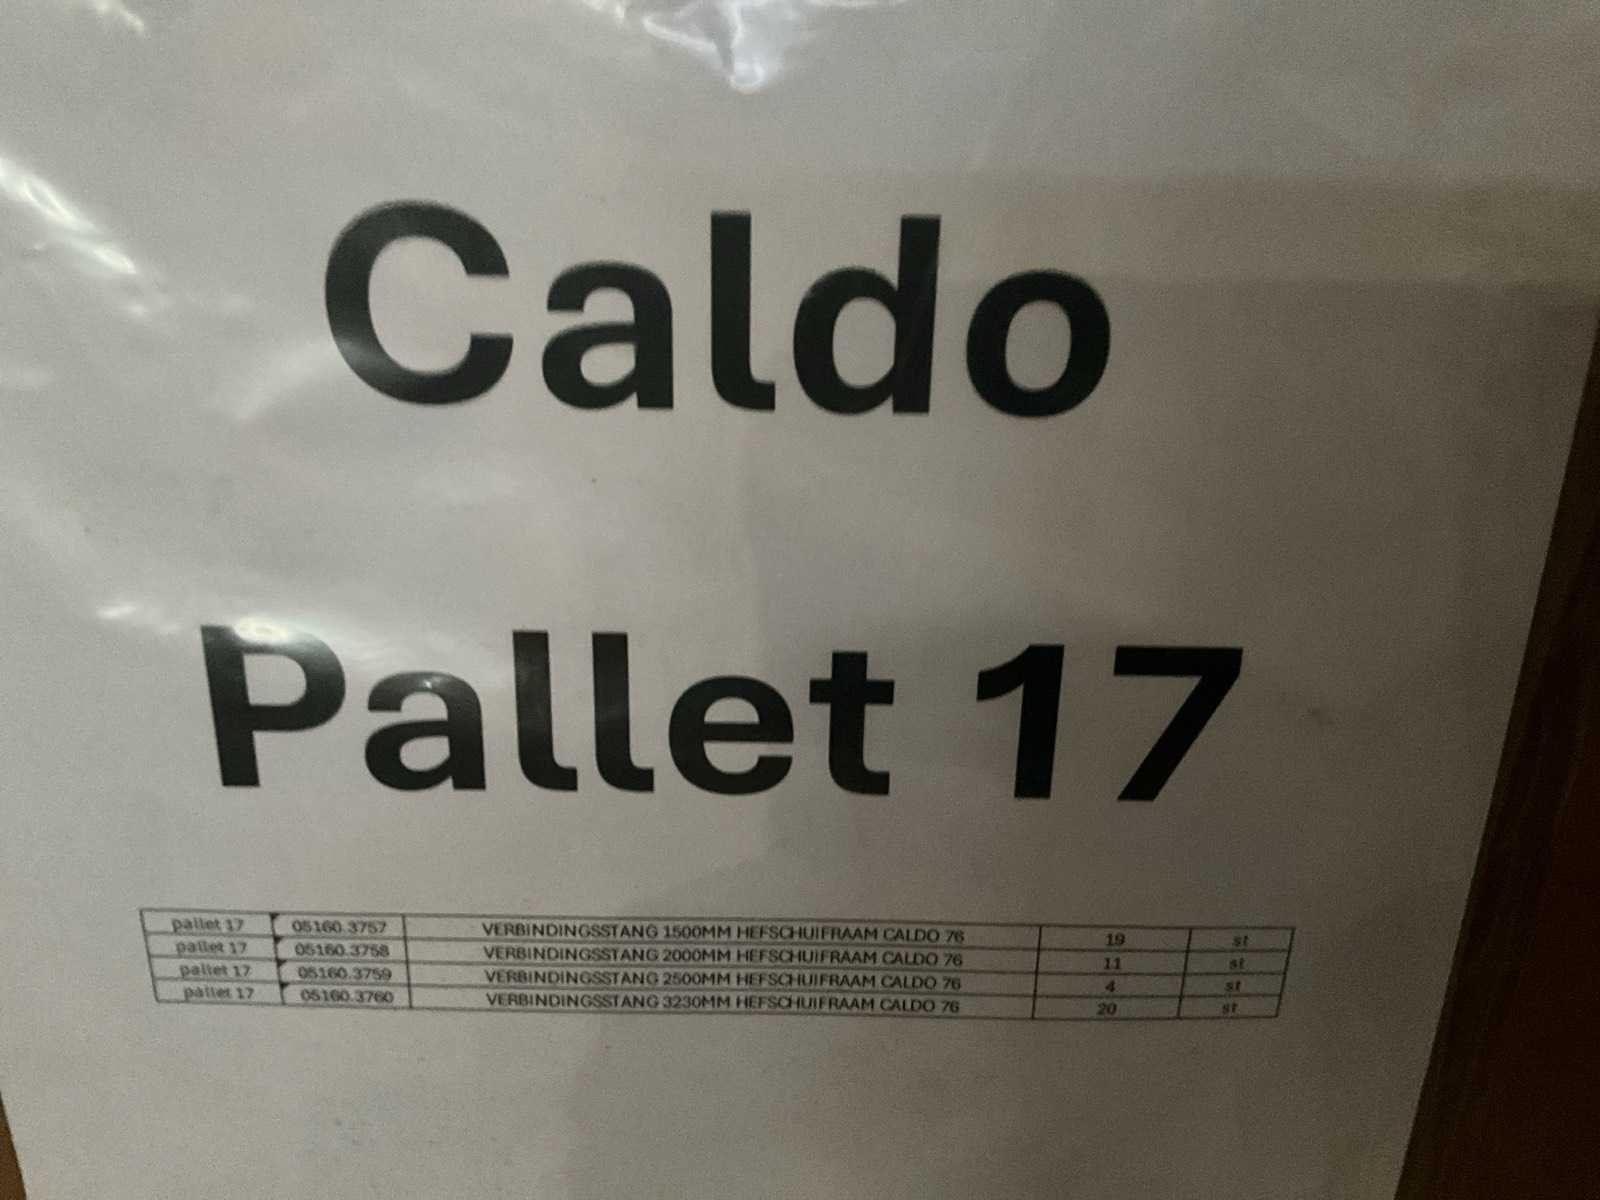 Caldo
Pallet 17
pallet 17 05160.3757 VERBINDINGSSTANG 1500MM HEFSCHUIFRAAM CALDO 76 19 st
pallet 17 05160.3758 VERBINDINGSSTANG 2000MM HEFSCHUIFRAAM CALDO 76 11 st
pallet 17 05160.3759 VERBINDINGSSTANG 2500MM HEFSCHUIFRAAM CALDO 76 4 st
pallet 17 05160.3760 VERBINDINGSSTANG 3230MM HEFSCHUIFRAAM CALDO 76 20 st